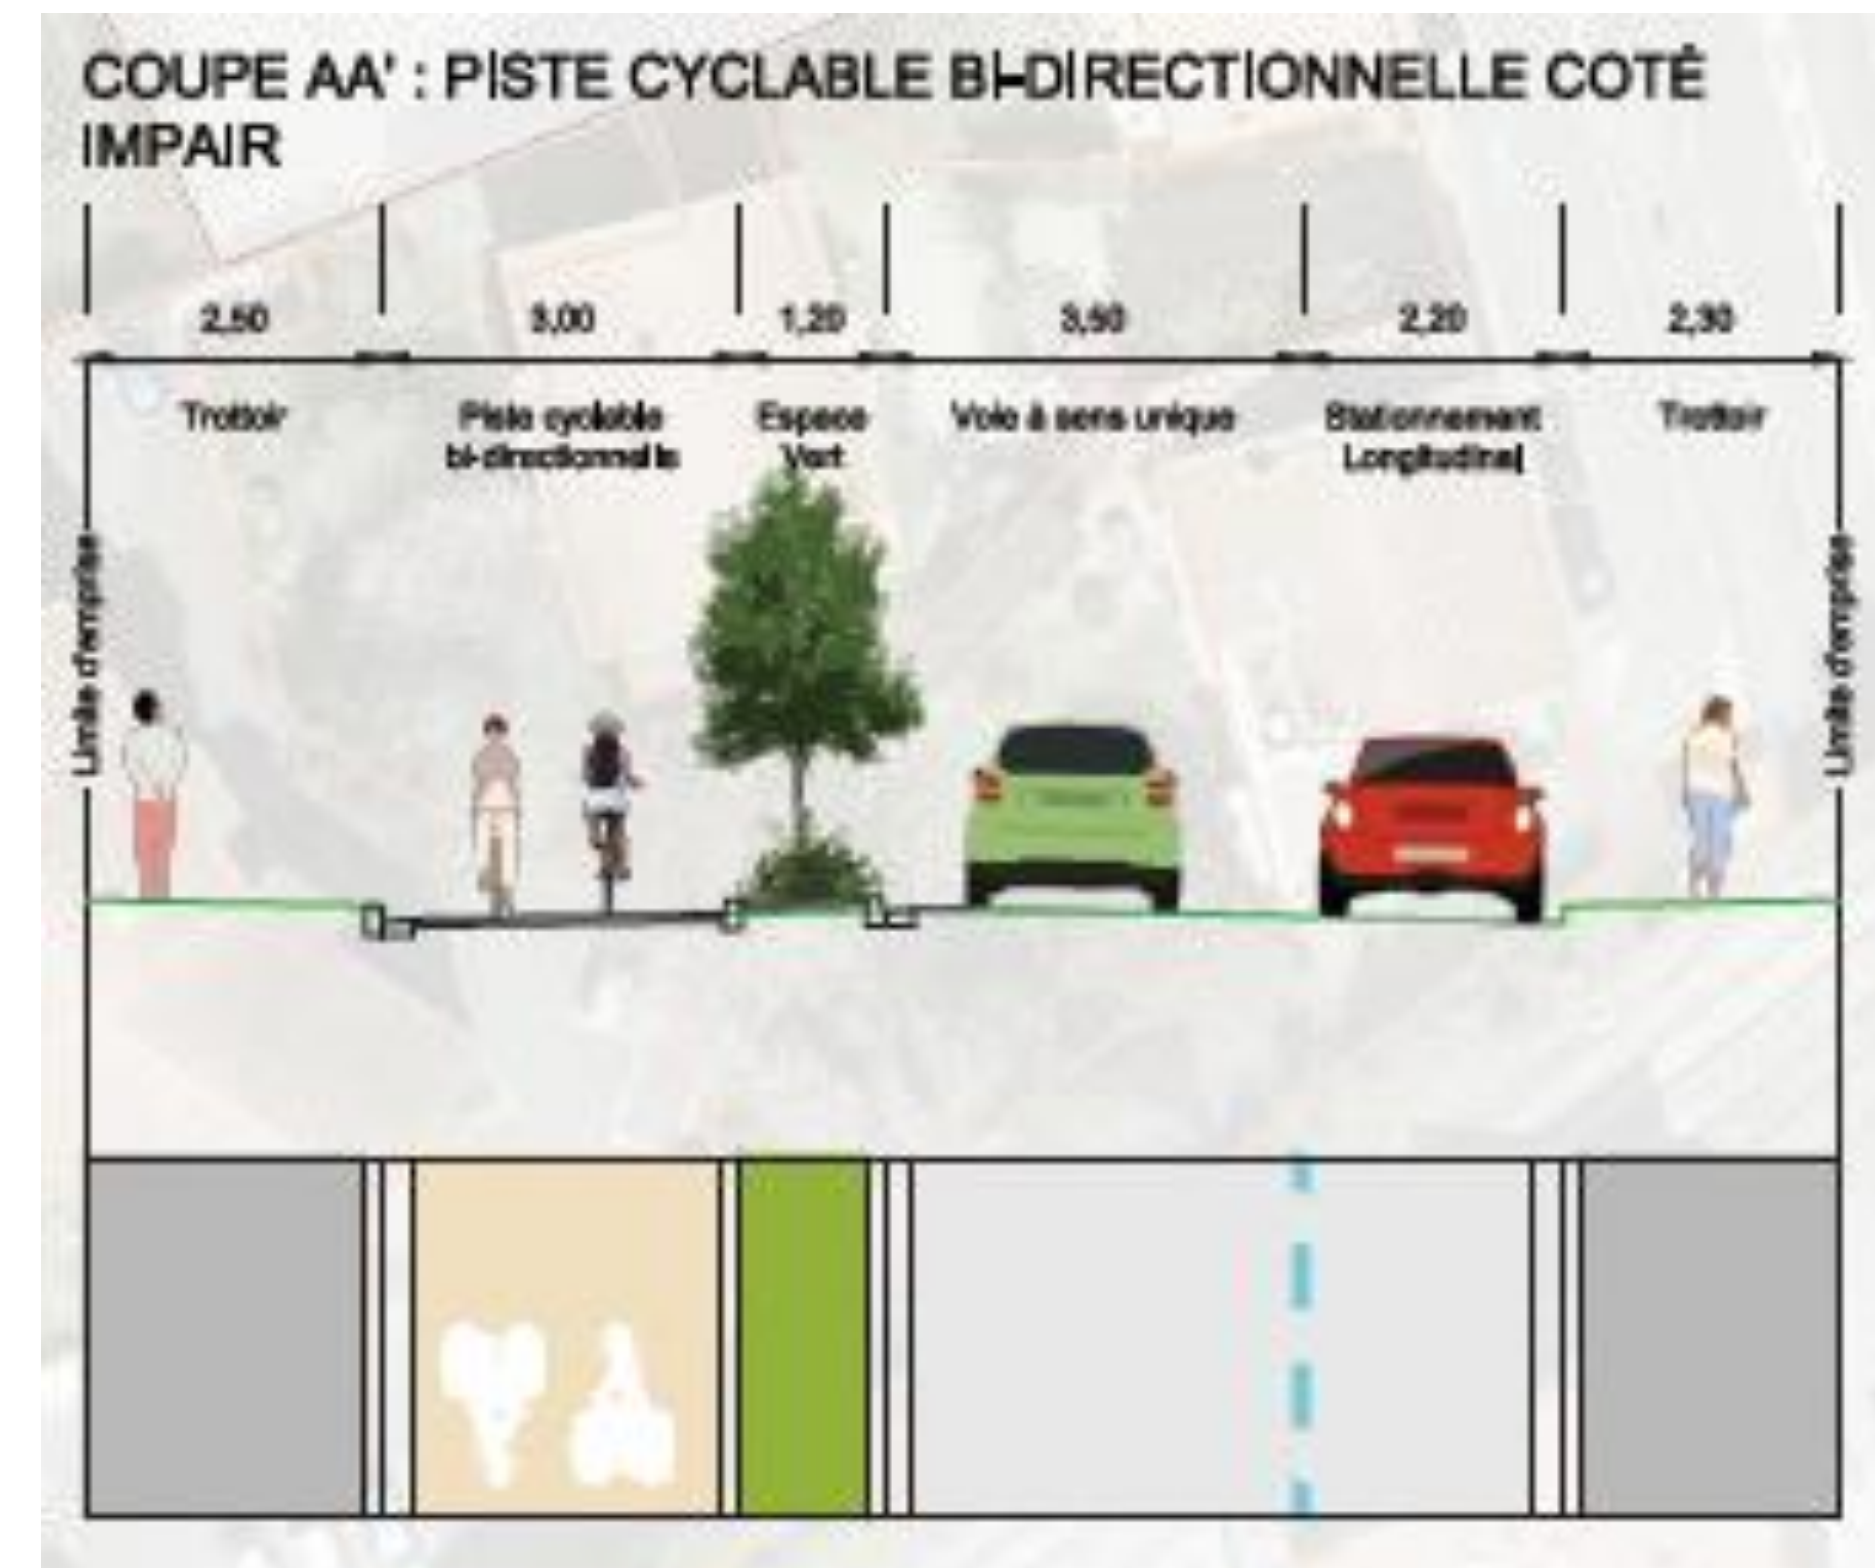 COUPE AA' : PISTE CYCLABLE BI-DIRECTIONNELLE COTÉ
IMPAIR
2,50 3,00 1,20 3,50 2,20 2,30
Trottoir
Piste cyclable
bi-directionnelle
Espace
Vert
Voie à sens unique
Stationnement
Longitudinal
Trottoir
Limite d'emprise
Limite d'emprise